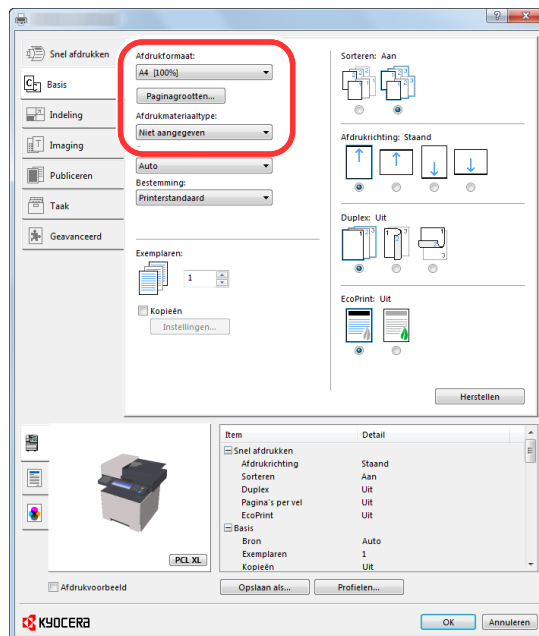 Snel afdrukken
Basis
Indeling
Imaging
Publiceren
Taak
Geavanceerd
Afdrukformaat:
A4 [100%]
Paginagrootten...
Afdrukmateriaaltype:
Niet aangegeven
Auto
Bestemming:
Printerstandaard
Exemplaren:
1
Kopieën
Instellingen...
Sorteren: Aan
Afdrukrichting: Staand
Duplex: Uit
EcoPrint: Uit
Herstellen
PCL XL
Afdrukvoorbeeld
Item Detail
Snel afdrukken
Afdrukrichting Staand
Sorteren Aan
Duplex Uit
Pagina's per vel Uit
EcoPrint Uit
Basis
Bron Auto
Exemplaren 1
Kopieën Uit
Opslaan als... Profielen...
KYOCERA
OK Annuleren